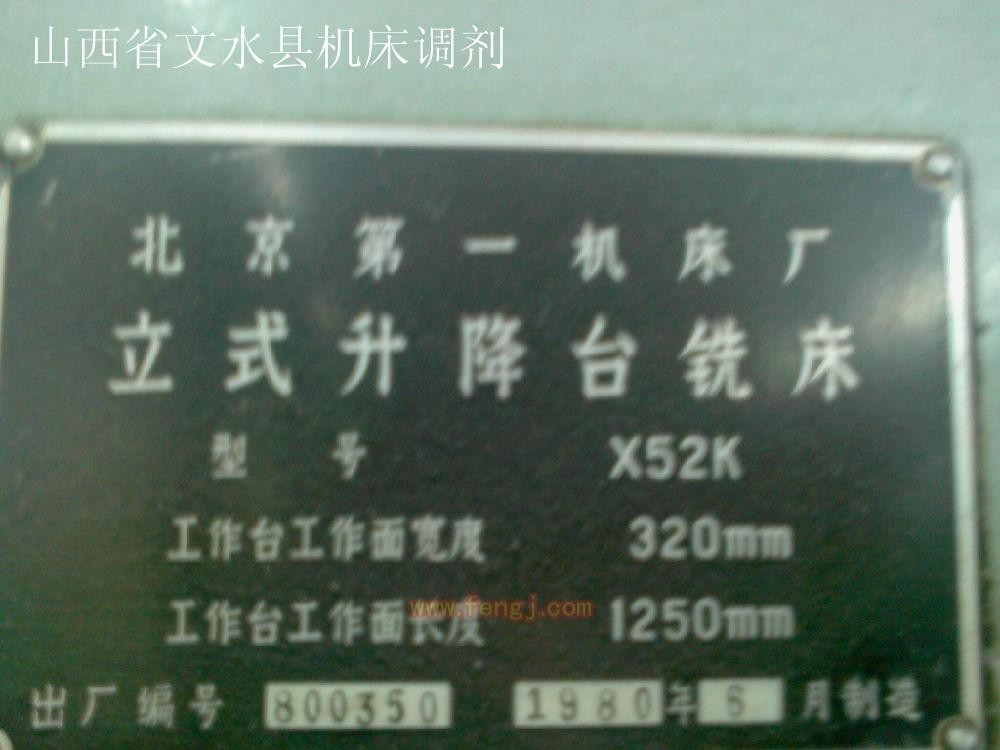 山西省文水县机床调剂
北京第一机床厂
立式升降台铣床
型号 X52K
工作台工作面宽度 320mm
www.fengj.com
工作台工作面长度 1250mm
出厂编号 800350 1980年6月制造